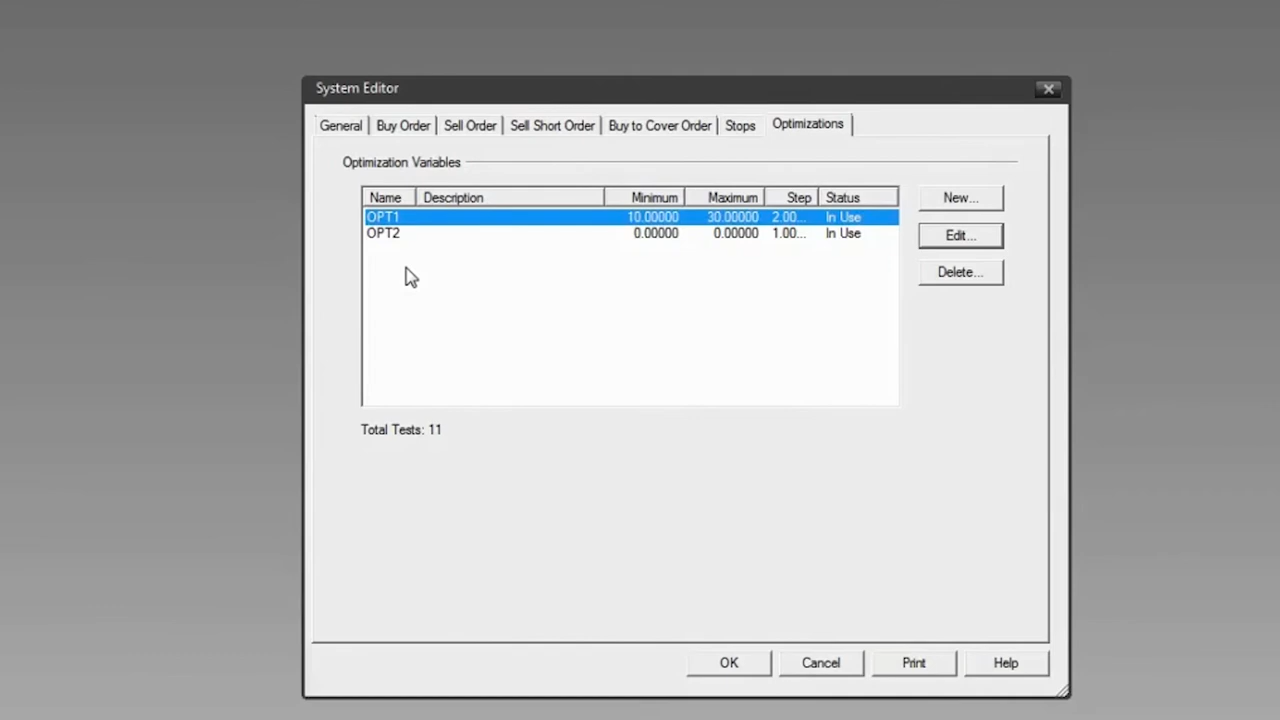 System Editor
General Buy Order Sell Order Sell Short Order Buy to Cover Order Stops Optimizations
Optimization Variables
Name Description Minimum Maximum Step Status
OPT1 10.00000 30.00000 2.00... In Use
OPT2 0.00000 0.00000 1.00... In Use
New...
Edit...
Delete...
Total Tests: 11
OK Cancel Print Help